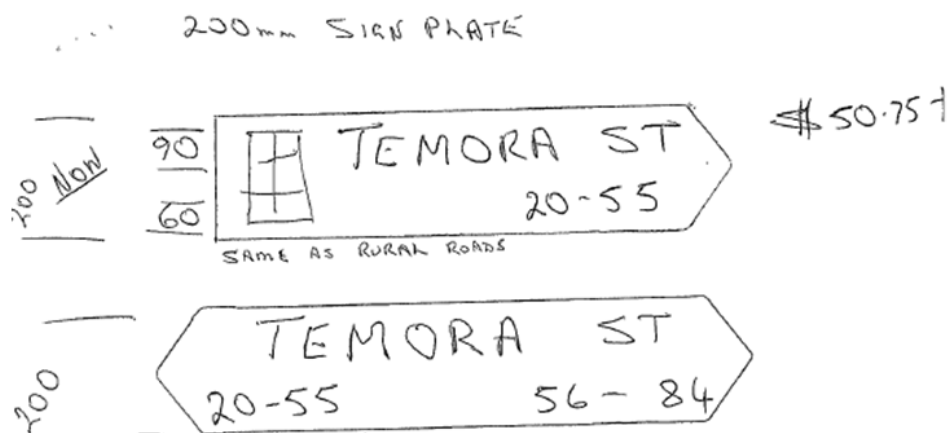 200mm SIGN PLATE
$50.75+
200 NOW 90 TEMORA ST
60 20-55
SAME AS RURAL ROADS
TEMORA ST
200 20-55 56-84